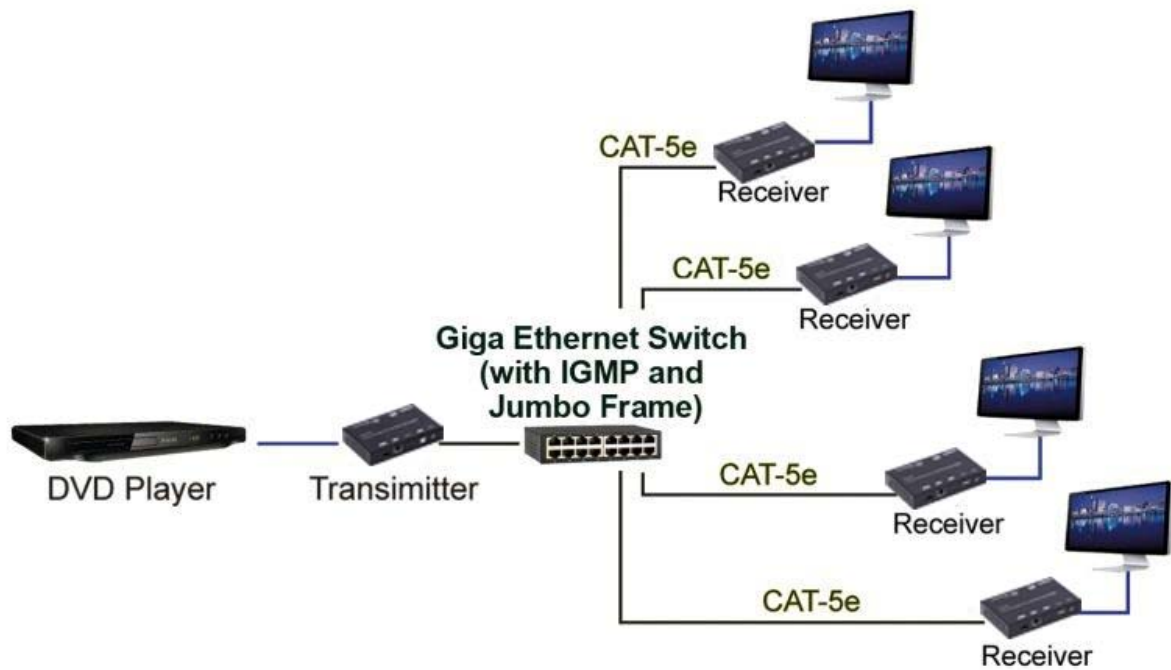 CAT-5e
Receiver
CAT-5e
Receiver
Giga Ethernet Switch
(with IGMP and
Jumbo Frame)
DVD Player
Transimitter
CAT-5e
Receiver
CAT-5e
Receiver